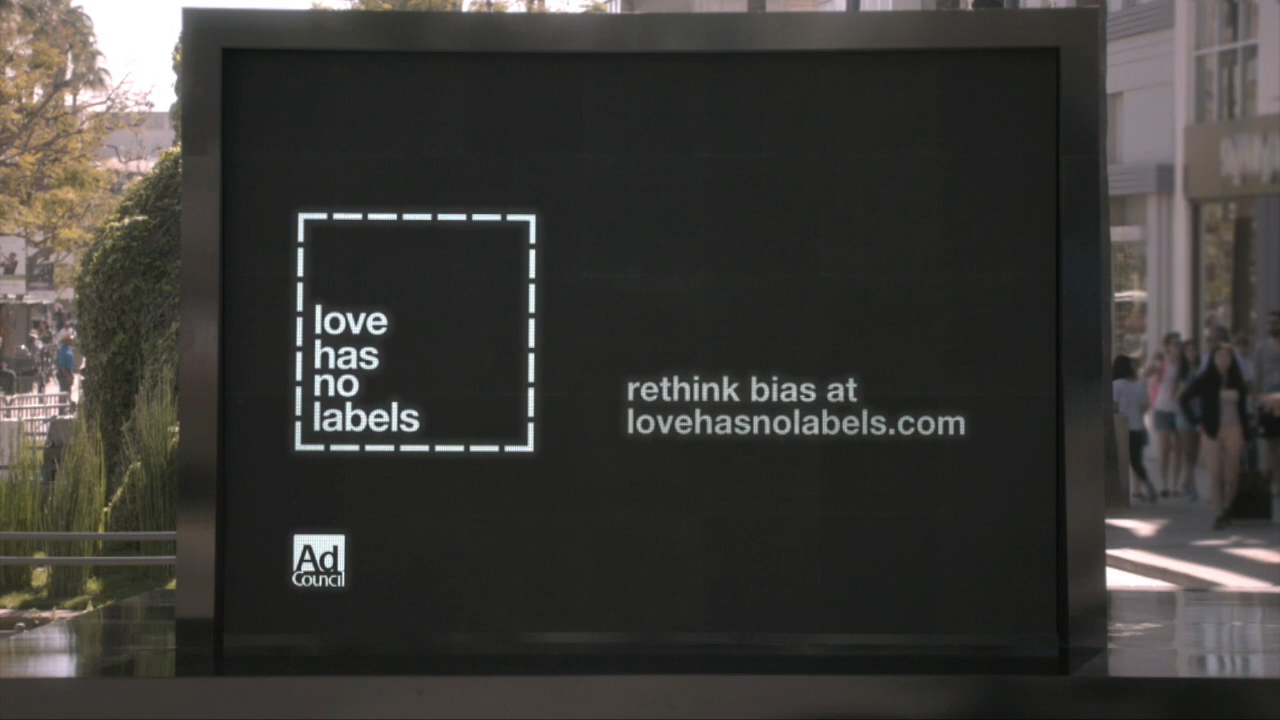 love
has
no
labels
rethink bias at
lovehasnolabels.com
Ad
Council